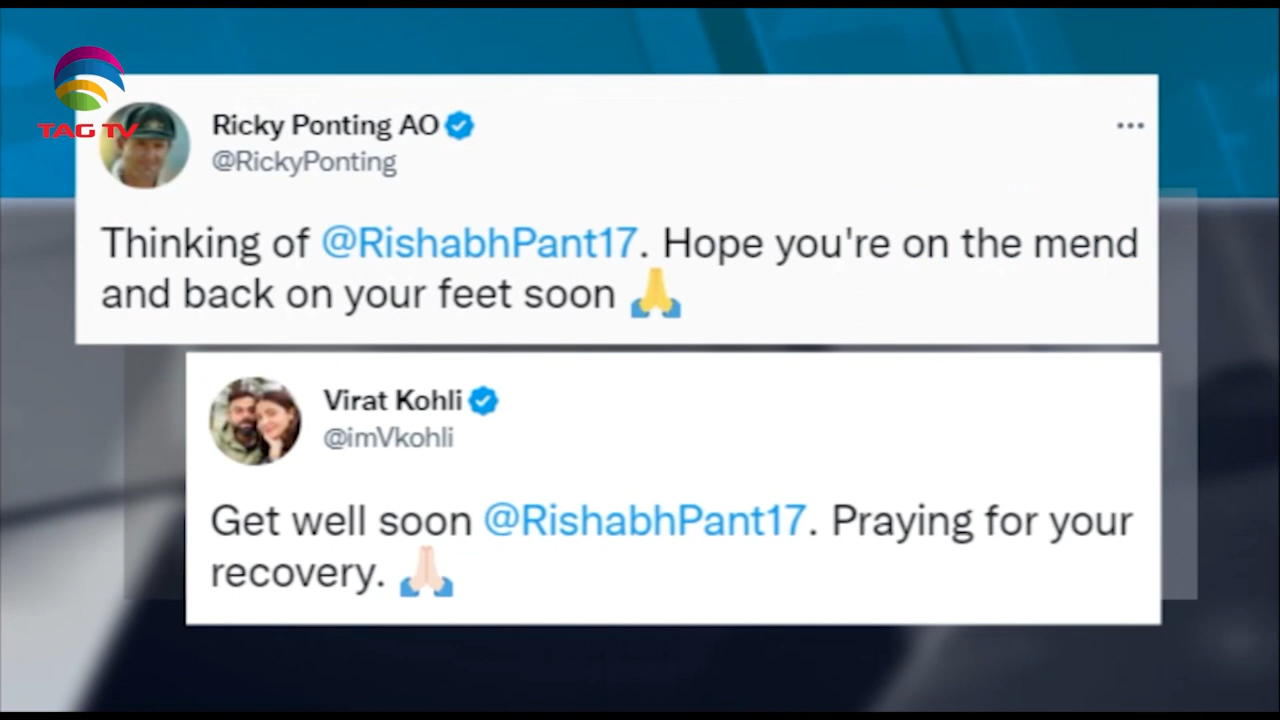 TAG TV
Ricky Ponting AO
@RickyPonting
Thinking of @RishabhPant17. Hope you're on the mend
and back on your feet soon 🙏
Virat Kohli
@imVkohli
Get well soon @RishabhPant17. Praying for your
recovery. 🙏🏻